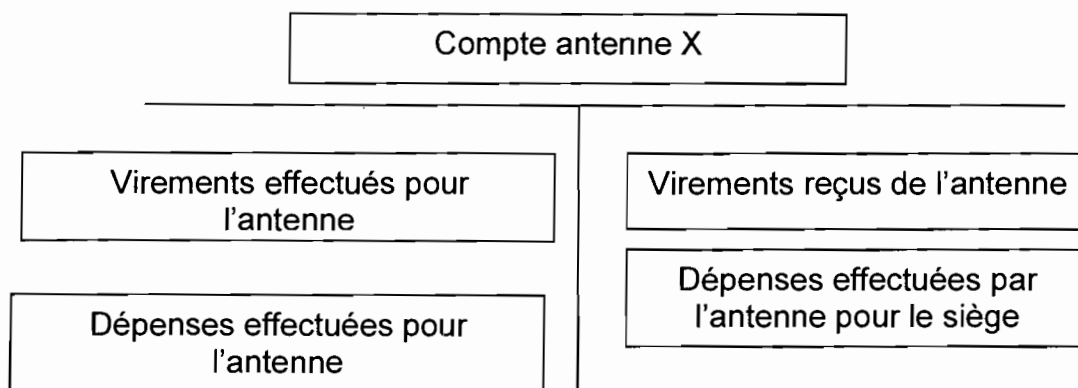 Compte antenne X
Virements effectués pour
l'antenne
Dépenses effectuées pour
l'antenne
Virements reçus de l'antenne
Dépenses effectuées par
l'antenne pour le siège